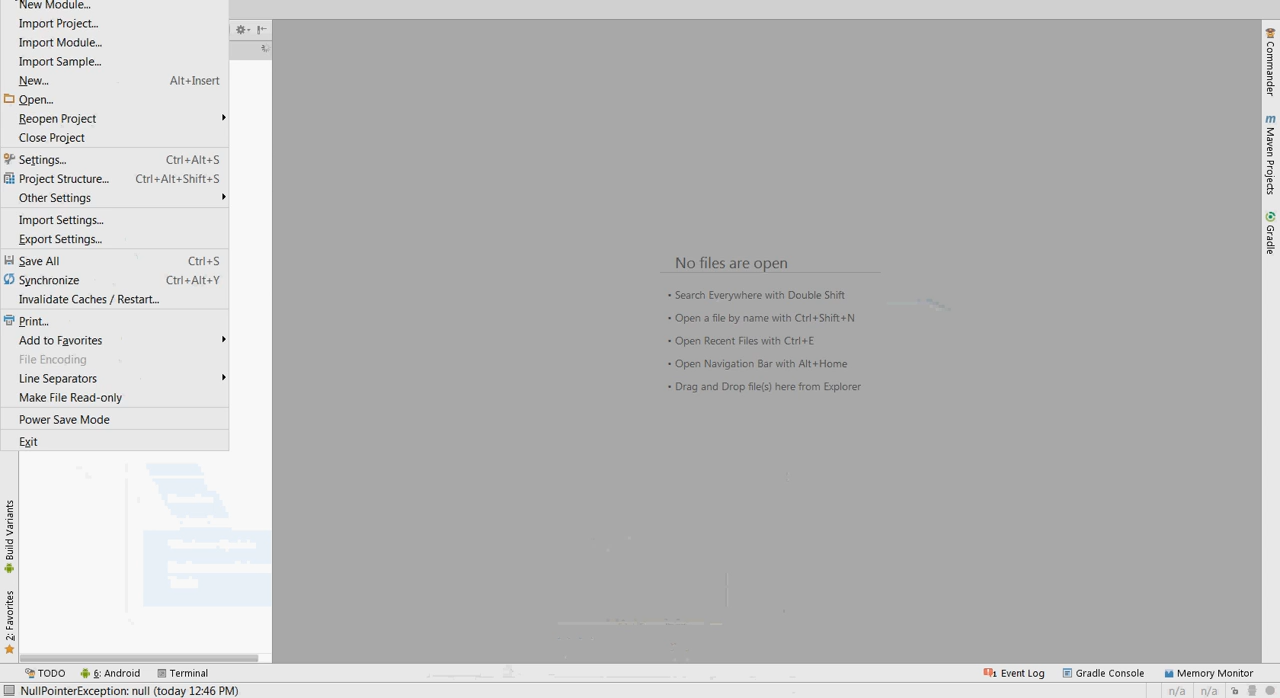 New Module...
Import Project...
Import Module...
Import Sample...
New... Alt+Insert
Open...
Reopen Project
Close Project
Settings... Ctrl+Alt+S
Project Structure... Ctrl+Alt+Shift+S
Other Settings
Import Settings...
Export Settings...
Save All Ctrl+S
Synchronize Ctrl+Alt+Y
Invalidate Caches / Restart...
Print...
Add to Favorites
File Encoding
Line Separators
Make File Read-only
Power Save Mode
Exit
No files are open
• Search Everywhere with Double Shift
• Open a file by name with Ctrl+Shift+N
• Open Recent Files with Ctrl+E
• Open Navigation Bar with Alt+Home
• Drag and Drop file(s) here from Explorer
Commander
Maven Projects
Gradle
Build Variants
2: Favorites
TODO 6: Android Terminal 1 Event Log Gradle Console Memory Monitor
NullPointerException: null (today 12:46 PM) n/a n/a